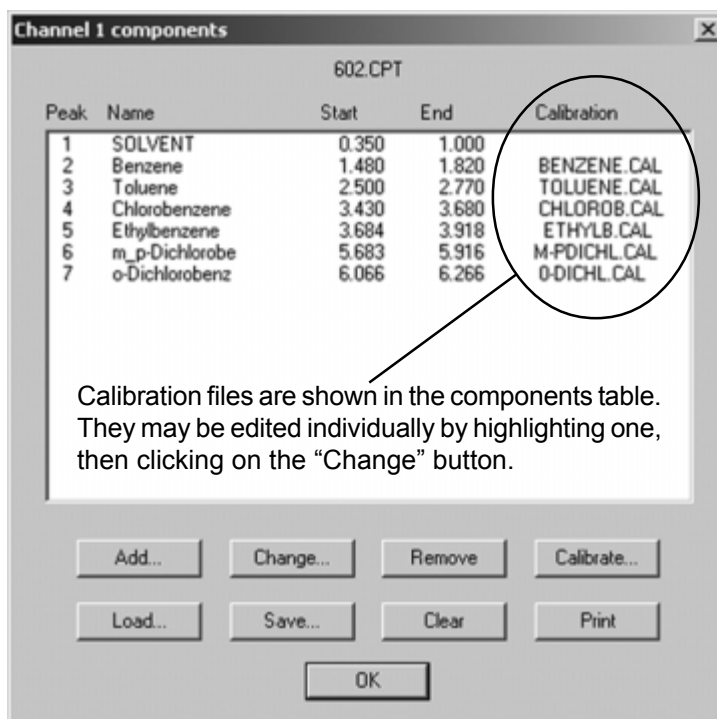 Channel 1 components
602.CPT
Peak Name Start End Calibration
1 SOLVENT 0.350 1.000
2 Benzene 1.480 1.820 BENZENE.CAL
3 Toluene 2.500 2.770 TOLUENE.CAL
4 Chlorobenzene 3.430 3.680 CHLOROB.CAL
5 Ethylbenzene 3.684 3.918 ETHYLB.CAL
6 m_p-Dichlorobe 5.683 5.916 M-PDICHL.CAL
7 o-Dichlorobenz 6.066 6.266 0-DICHL.CAL
Calibration files are shown in the components table.
They may be edited individually by highlighting one,
then clicking on the “Change” button.
Add... Change... Remove Calibrate...
Load... Save... Clear Print
OK